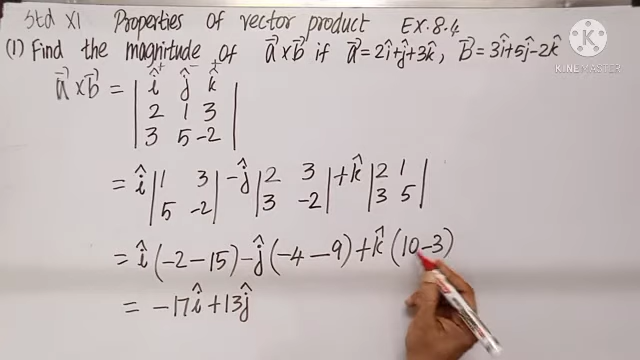 Std XI Properties of vector product EX.8.4
(1) Find the magnitude of a⃗×b⃗ if a⃗=2î+ĵ+3k̂, b⃗=3î+5ĵ-2k̂
KINEMASTER
a⃗×b⃗ = | î⁺ ĵ⁻ k̂⁺ |
| 2 1 3 |
| 3 5 -2 |
= î |1 3; 5 -2| -ĵ |2 3; 3 -2| +k̂ |2 1; 3 5|
= î(-2-15)-ĵ(-4-9)+k̂(10-3)
= -17î+13ĵ